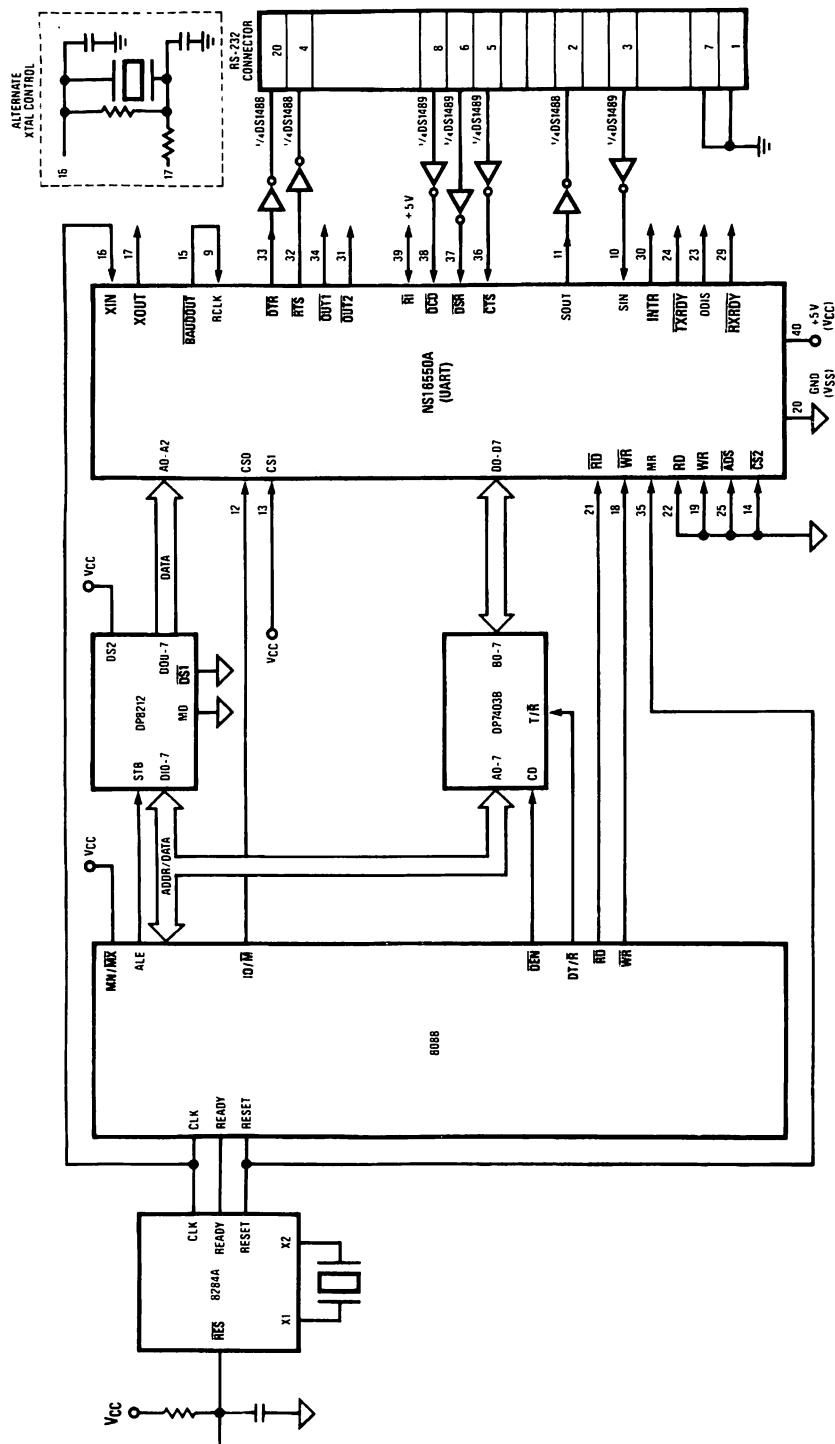 ALTERNATE
XTAL CONTROL
16
17
RS-232
CONNECTOR
20
4
8
6
5
2
3
7
1
1/4DS1488
1/4DS1488
1/4DS1489
1/4DS1489
1/4DS1489
1/4DS1488
1/4DS1489
XIN
16
XOUT
17
BAUDOUT
15
RCLK
9
DTR
33
RTS
32
OUT1
34
OUT2
31
RI
39
+5V
DCD
38
DSR
37
CTS
36
SOUT
11
SIN
10
INTR
30
TXRDY
24
DDIS
23
RXRDY
29
NS16550A
(UART)
A0-A2
CS0
12
CS1
13
D0-D7
RD
21
WR
18
MR
35
RD
22
WR
19
ADS
25
CS2
14
20
GND
(VSS)
40
+5V
(VCC)
VCC
DS2
DO0-7
DS1
MD
DP8212
STB
DI0-7
DATA
VCC
B0-7
DP7403B
T/R
A0-7
CD
VCC
MN/MX
ALE
ADDR/DATA
IO/M
DEN
DT/R
RD
WR
8088
CLK
READY
RESET
CLK
READY
RESET
8284A
X2
X1
RES
VCC